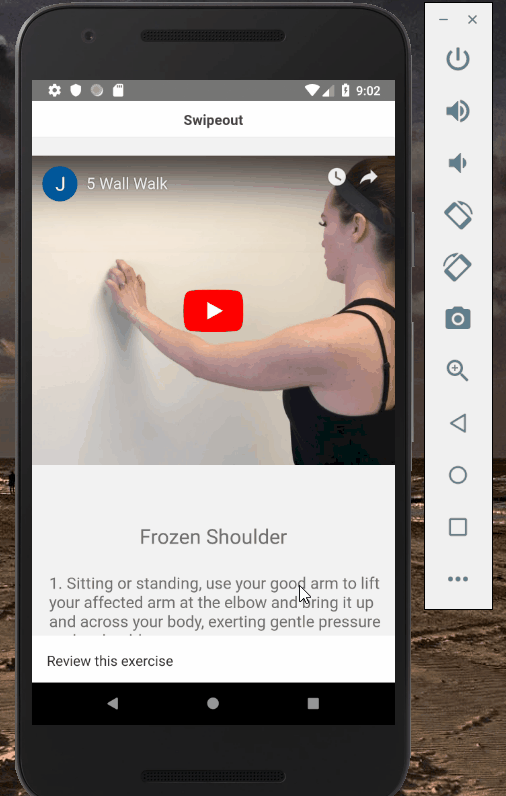 9:02
Swipeout
J 5 Wall Walk
Frozen Shoulder
1. Sitting or standing, use your good arm to lift
your affected arm at the elbow and bring it up
and across your body, exerting gentle pressure
Review this exercise